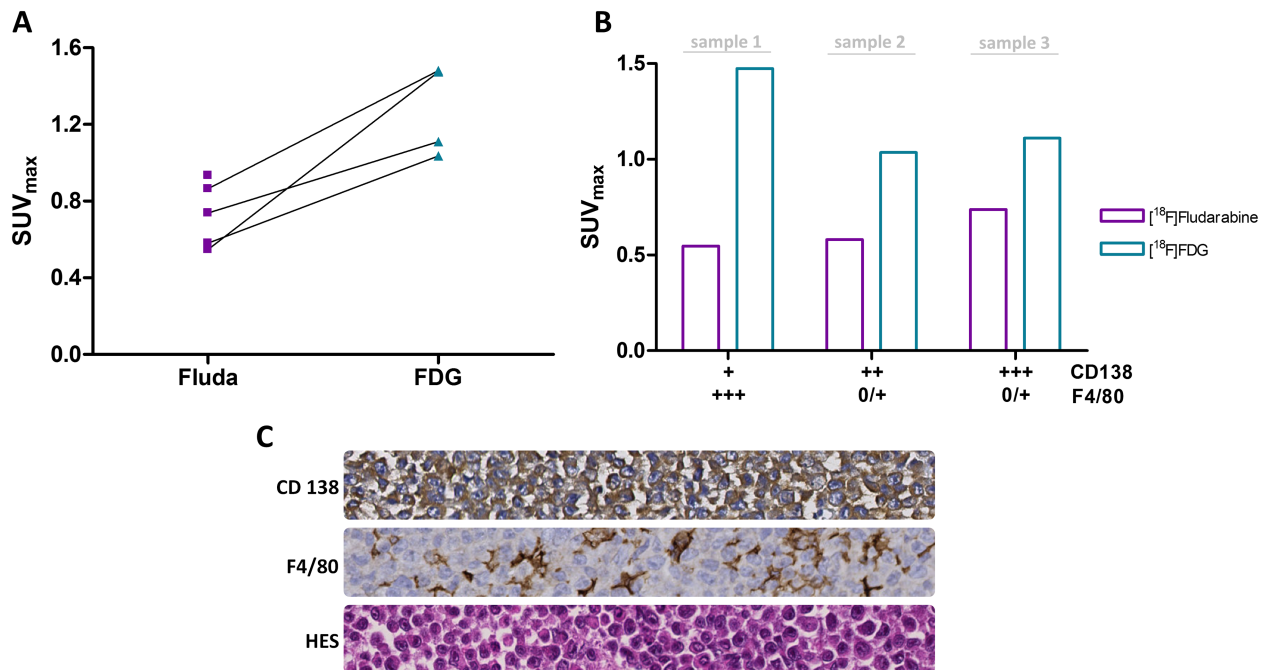 A
SUVmax
1.6
1.2
0.8
0.4
0.0
Fluda FDG
B
sample 1 sample 2 sample 3
SUVmax
1.5
1.0
0.5
0.0
+ ++ +++ CD138
+++ 0/+ 0/+ F4/80
[18F]Fludarabine
[18F]FDG
C
CD 138
F4/80
HES